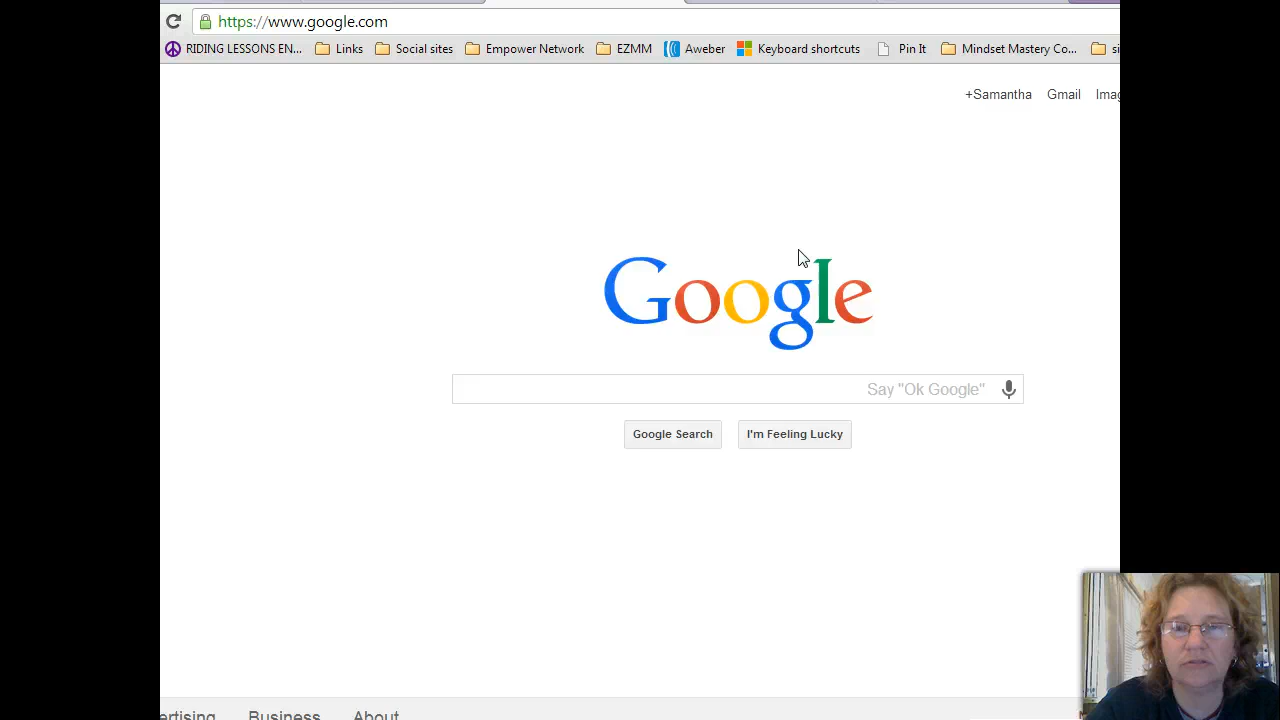 https://www.google.com
RIDING LESSONS EN... Links Social sites Empower Network EZMM Aweber Keyboard shortcuts Pin It Mindset Mastery Co... si
+Samantha Gmail Imag
Google
Say "Ok Google"
Google Search I'm Feeling Lucky
ertising Business About